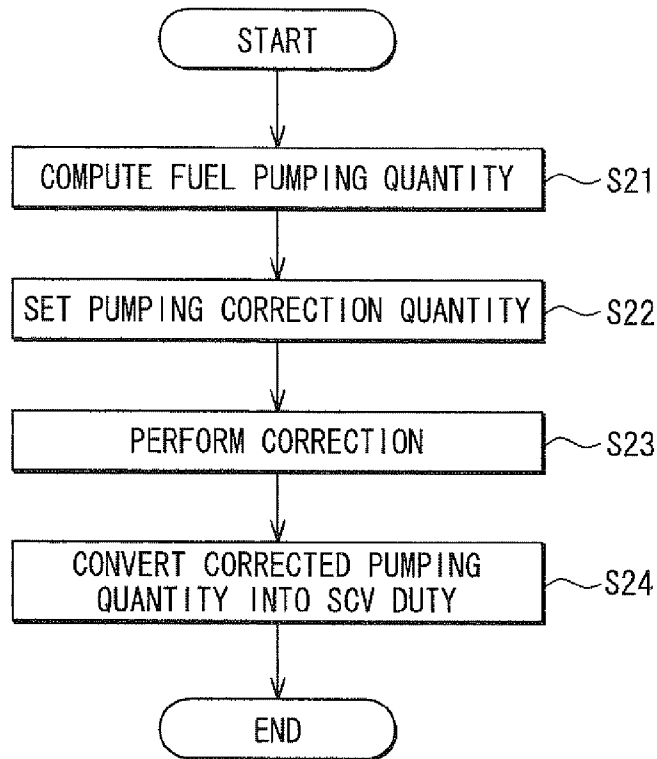 START
COMPUTE FUEL PUMPING QUANTITY
S21
SET PUMPING CORRECTION QUANTITY
S22
PERFORM CORRECTION
S23
CONVERT CORRECTED PUMPING
QUANTITY INTO SCV DUTY
S24
END